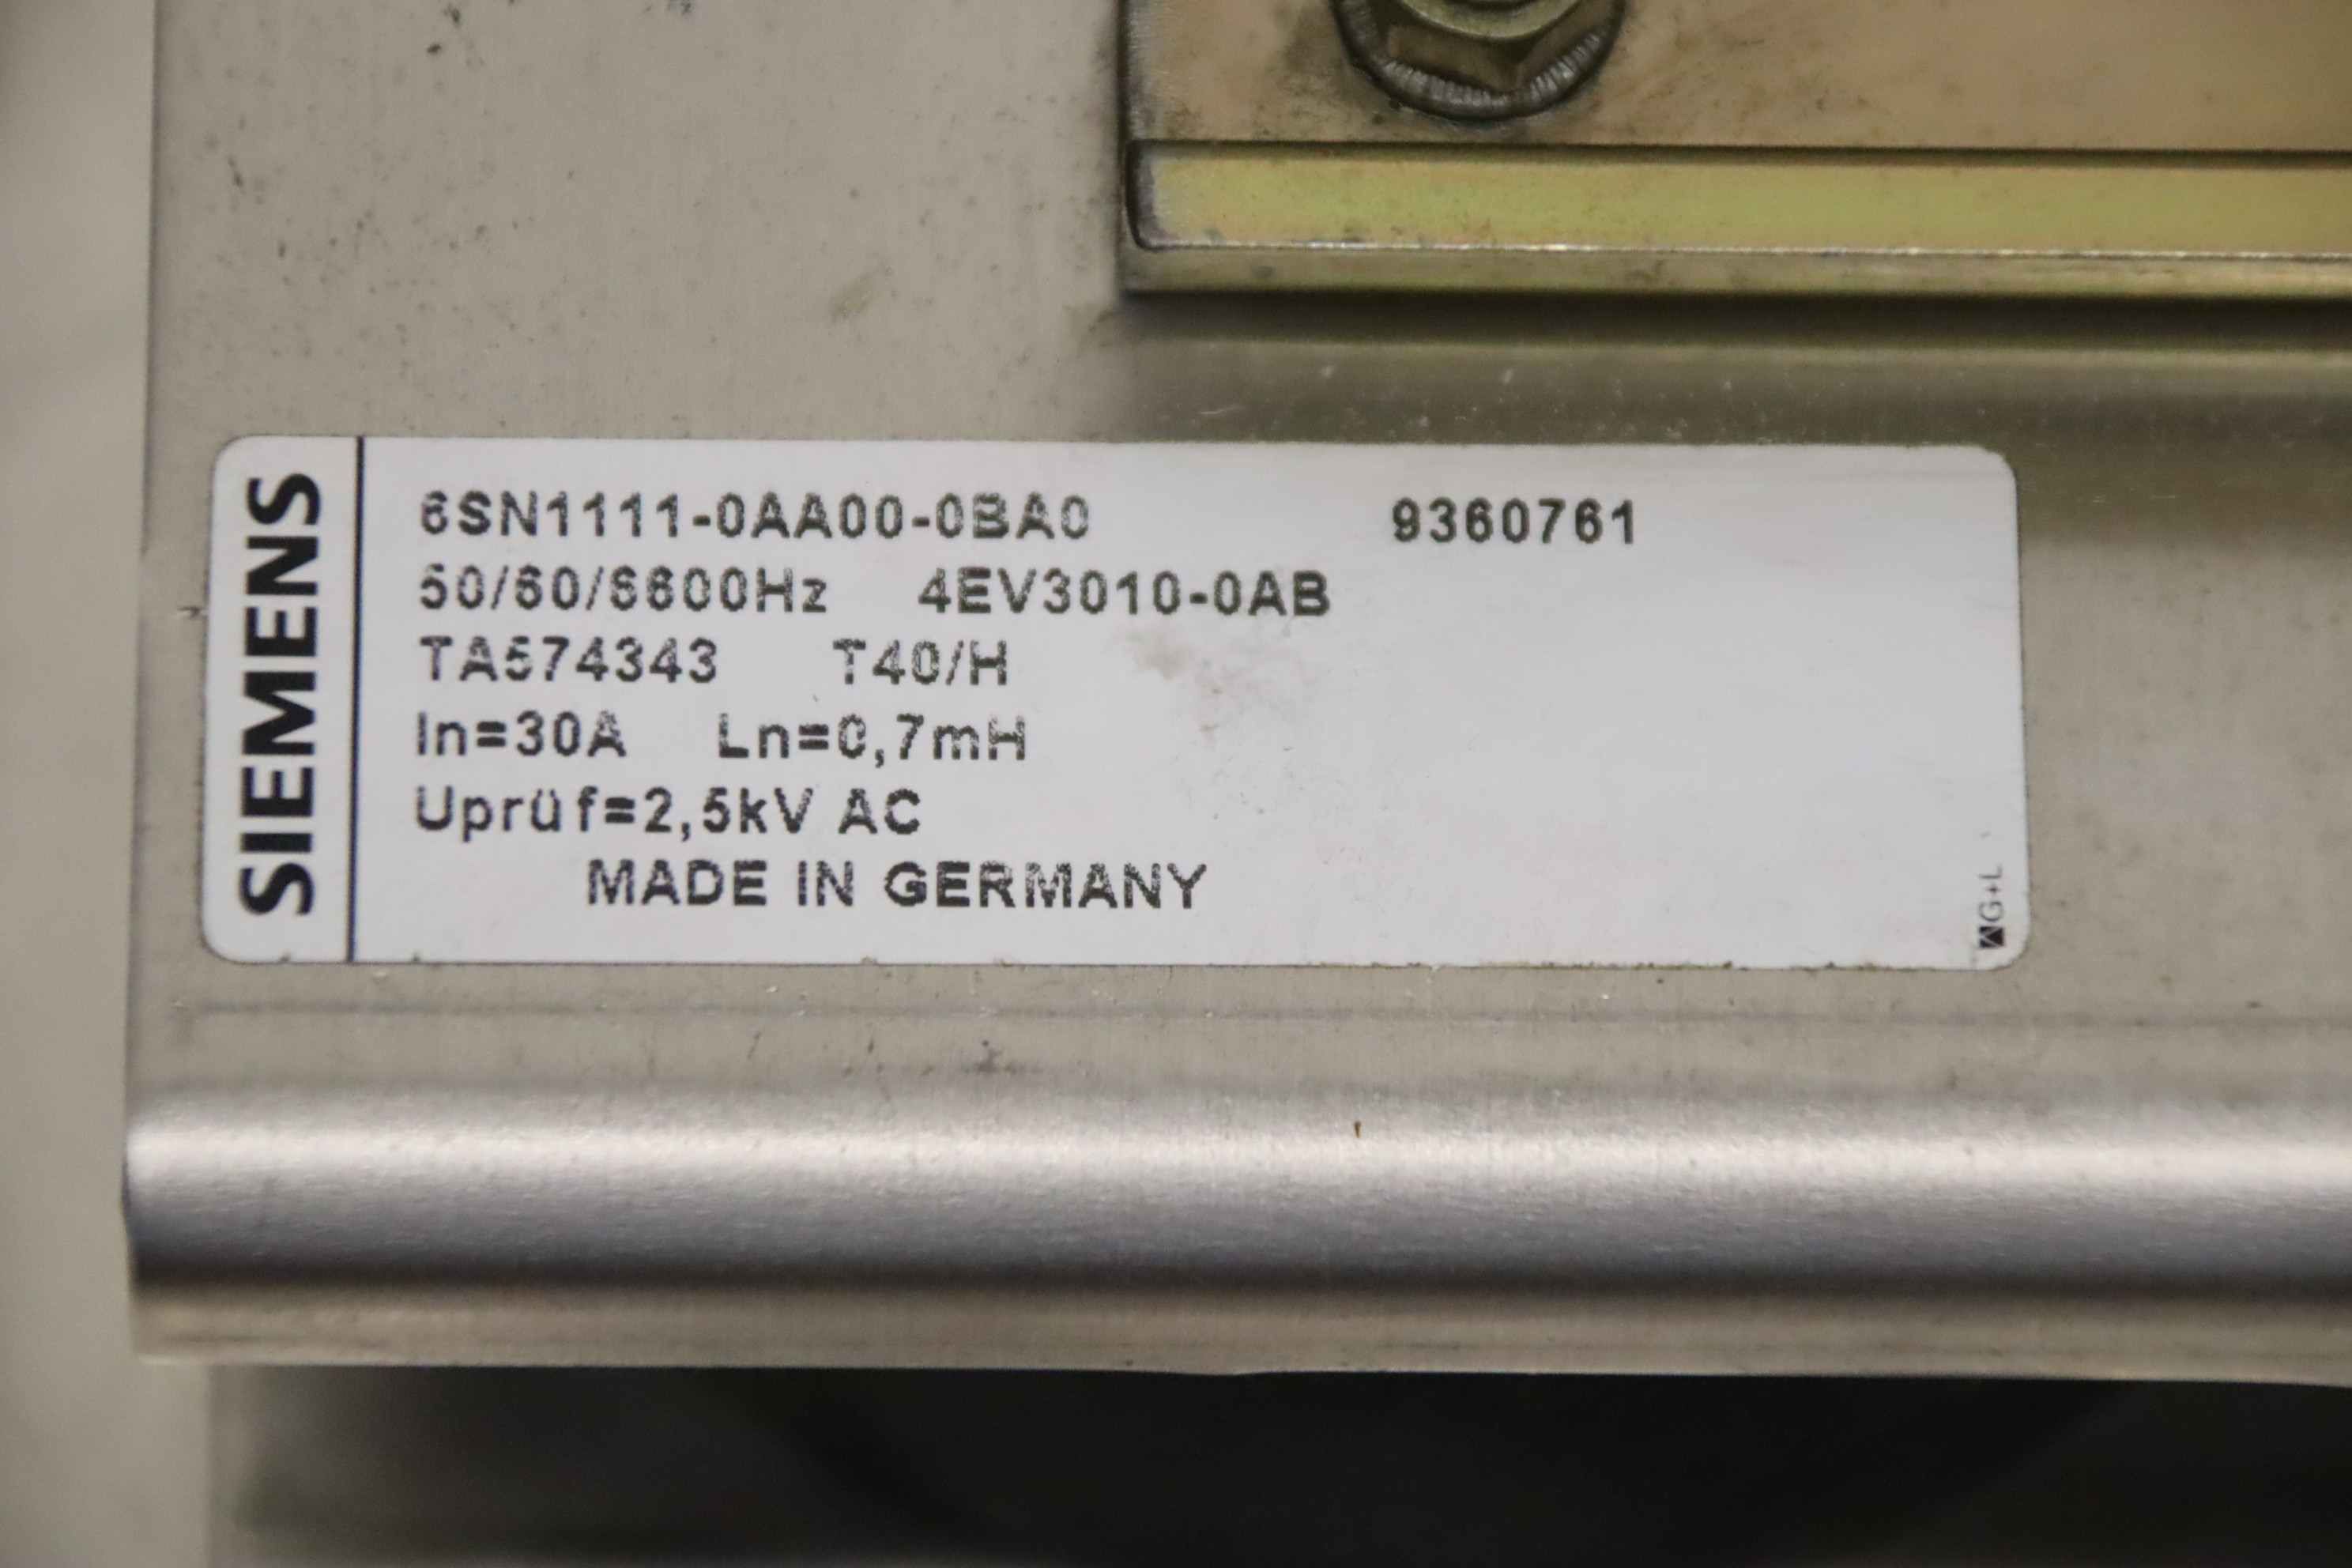 SIEMENS
6SN1111-0AA00-0BA0 9360761
50/60/6600Hz 4EV3010-0AB
TA574343 T40/H
In=30A Ln=0,7mH
Uprüf=2,5kV AC
MADE IN GERMANY
G+L